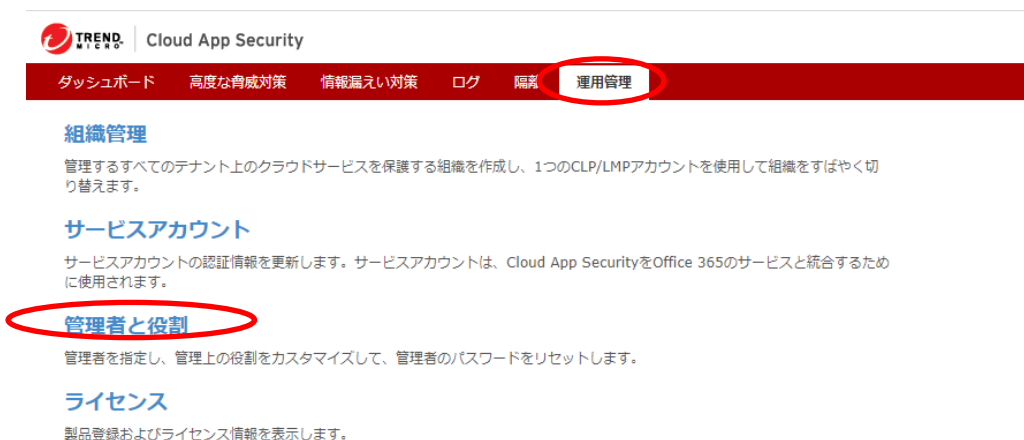 TREND MICRO Cloud App Security
ダッシュボード 高度な脅威対策 情報漏えい対策 ログ 隔離 運用管理
組織管理
管理するすべてのテナント上のクラウドサービスを保護する組織を作成し、1つのCLP/LMPアカウントを使用して組織をすばやく切
り替えます。
サービスアカウント
サービスアカウントの認証情報を更新します。サービスアカウントは、Cloud App SecurityをOffice 365のサービスと統合するため
に使用されます。
管理者と役割
管理者を指定し、管理上の役割をカスタマイズして、管理者のパスワードをリセットします。
ライセンス
製品登録およびライセンス情報を表示します。